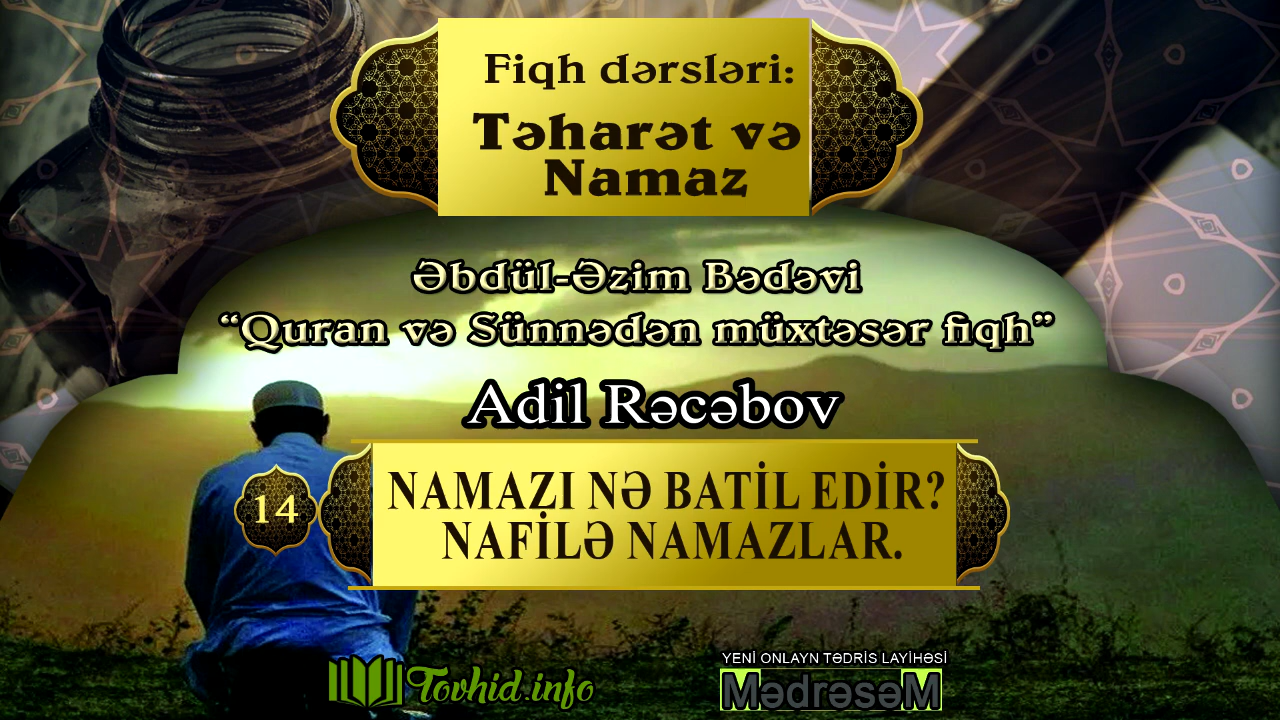 Fiqh dərsləri:
Təharət və
Namaz
Əbdül-Əzim Bədəvi
“Quran və Sünnədən müxtəsər fiqh”
Adil Rəcəbov
14
NAMAZI NƏ BATİL EDİR?
NAFİLƏ NAMAZLAR.
Tovhid.info
YENİ ONLAYN TƏDRİS LAYİHƏSİ
MədrəsəM